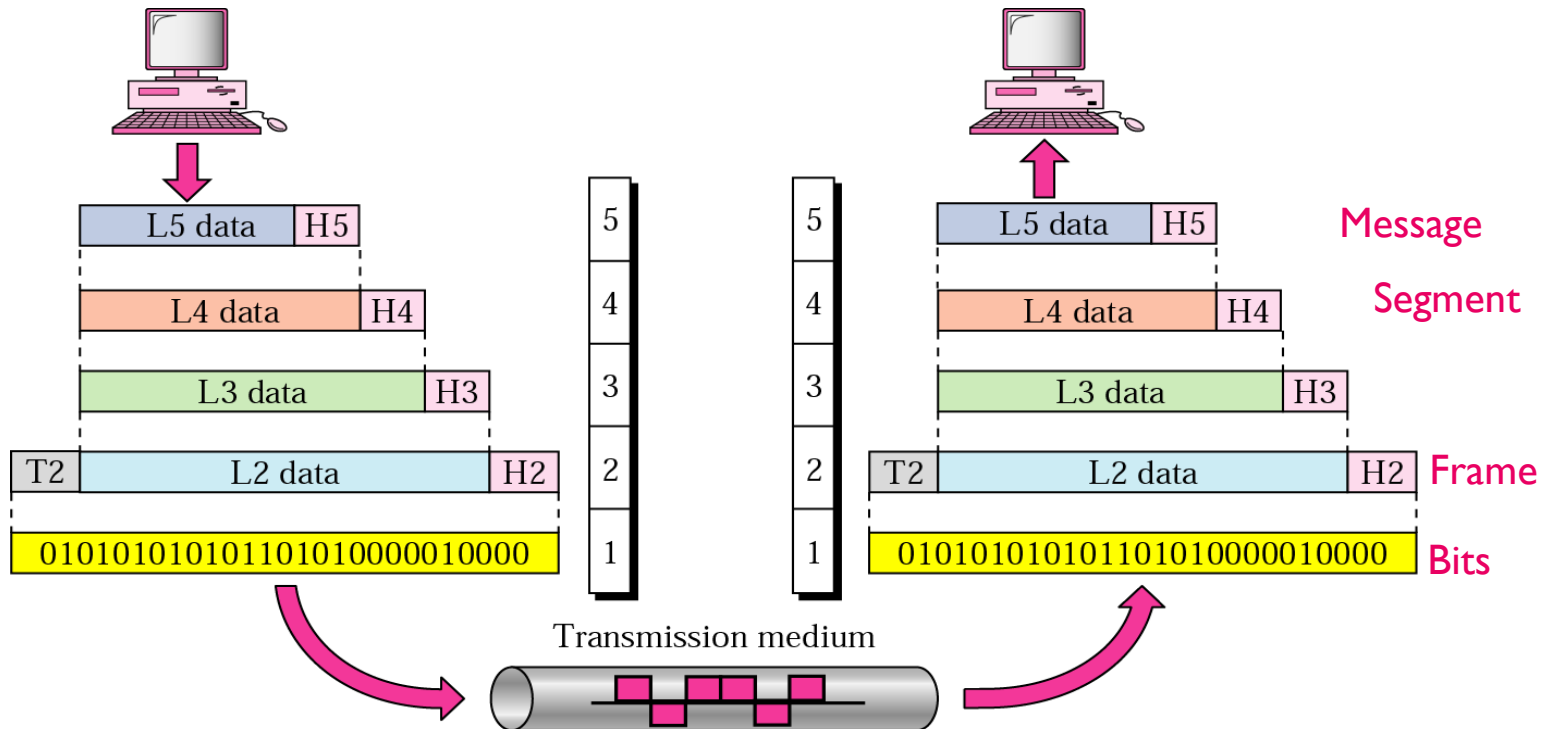 L5 data H5
L4 data H4
L3 data H3
T2 L2 data H2
010101010101101010000010000
5
4
3
2
1
5
4
3
2
1
L5 data H5 Message
L4 data H4 Segment
L3 data H3
T2 L2 data H2 Frame
010101010101101010000010000 Bits
Transmission medium